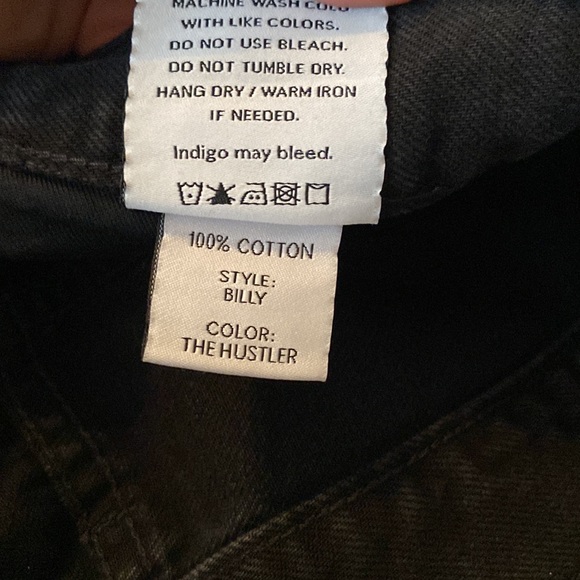 MACHINE WASH COLD
WITH LIKE COLORS.
DO NOT USE BLEACH.
DO NOT TUMBLE DRY.
HANG DRY / WARM IRON
IF NEEDED.
Indigo may bleed.
100% COTTON
STYLE:
BILLY
COLOR:
THE HUSTLER